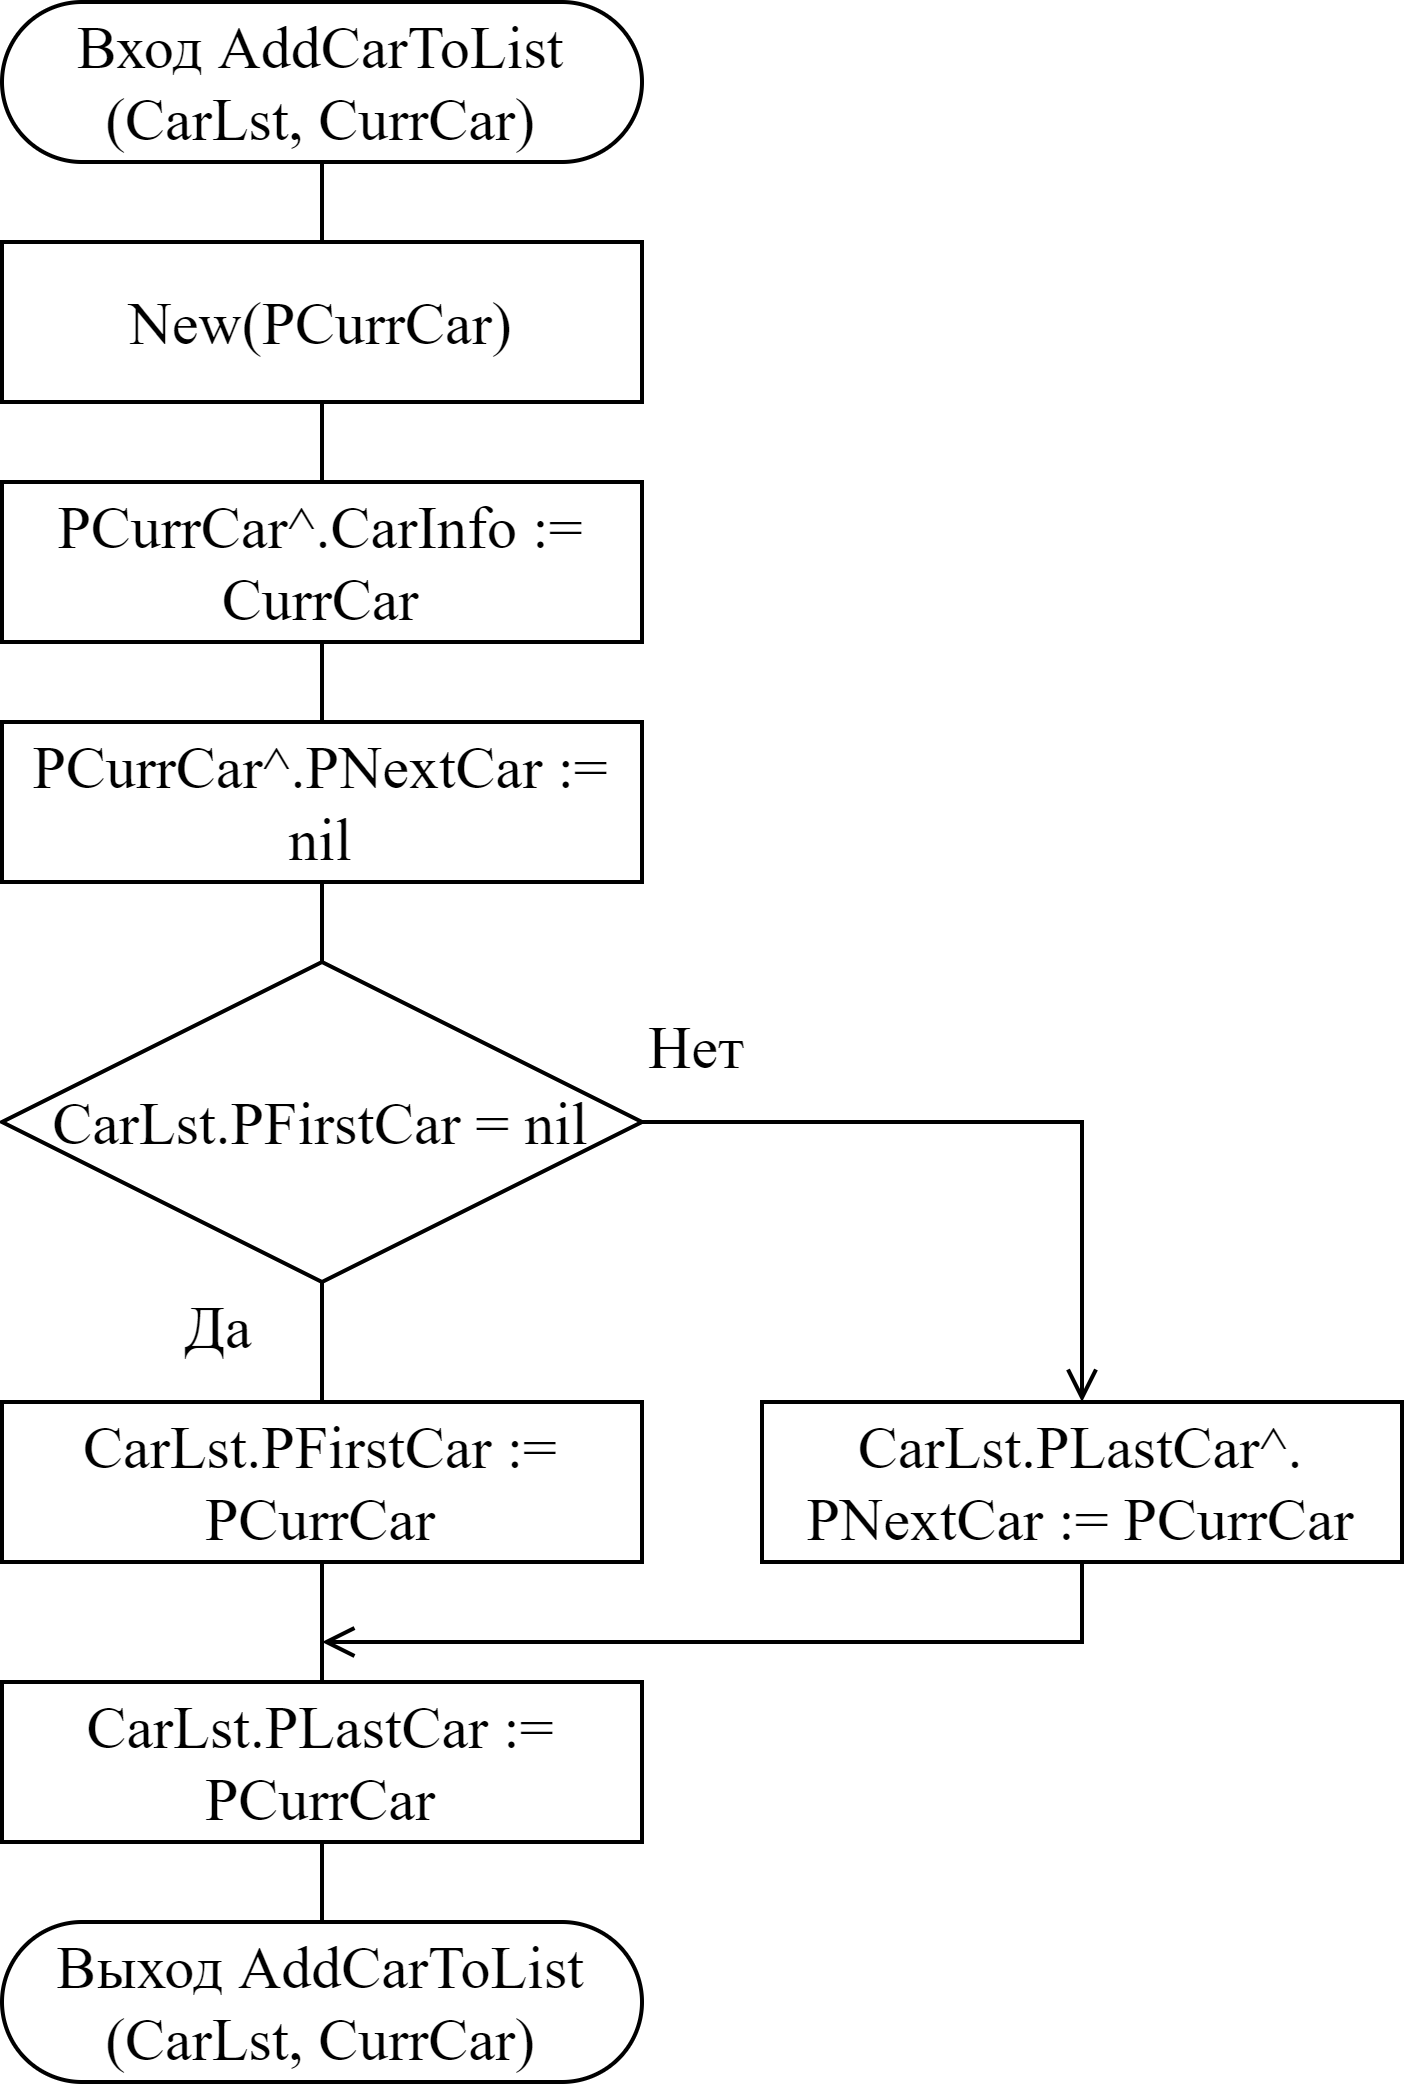 Вход AddCarToList
(CarLst, CurrCar)
New(PCurrCar)
PCurrCar^.CarInfo :=
CurrCar
PCurrCar^.PNextCar :=
nil
CarLst.PFirstCar = nil
Нет
Да
CarLst.PFirstCar :=
PCurrCar
CarLst.PLastCar^.
PNextCar := PCurrCar
CarLst.PLastCar :=
PCurrCar
Выход AddCarToList
(CarLst, CurrCar)